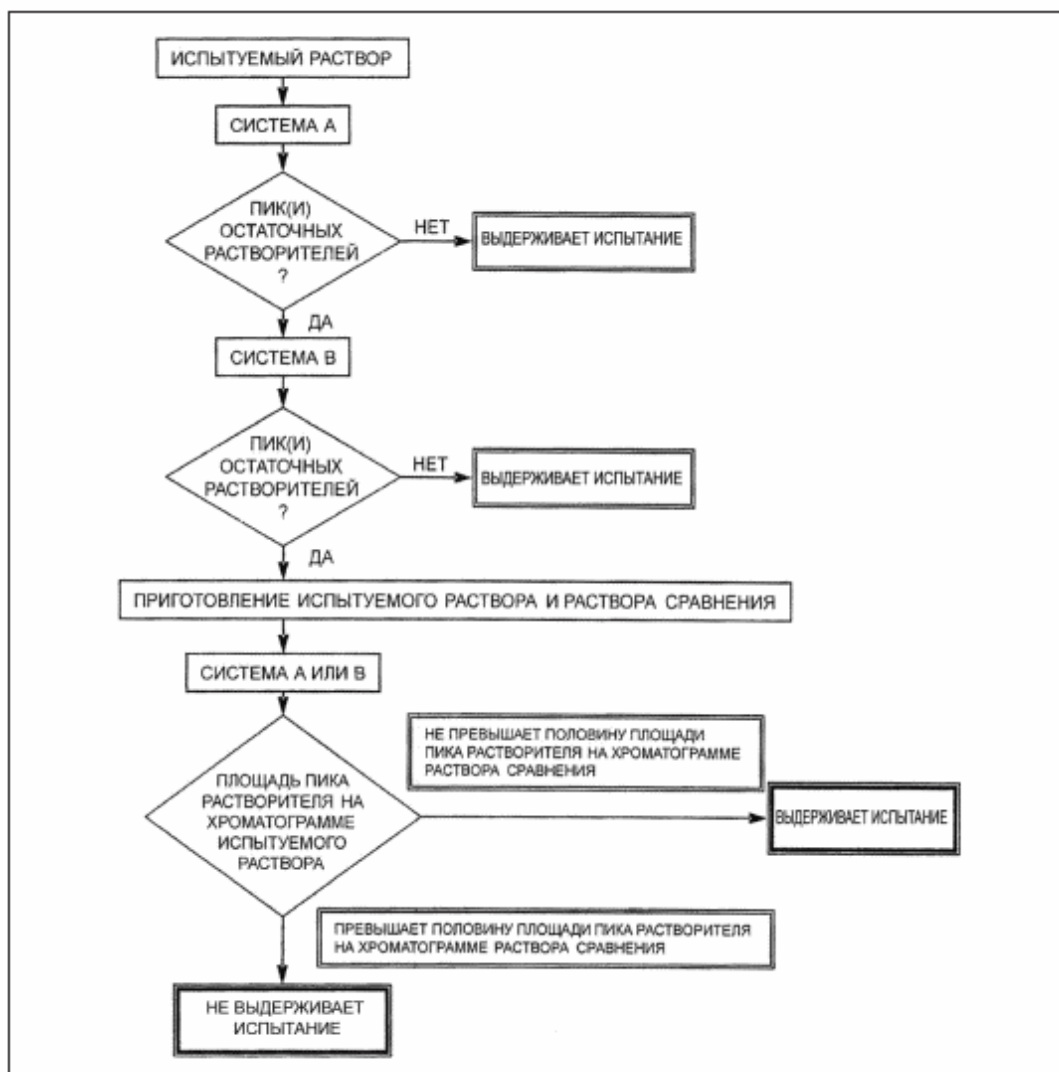 ИСПЫТУЕМЫЙ РАСТВОР
СИСТЕМА А
ПИК(И)
ОСТАТОЧНЫХ
РАСТВОРИТЕЛЕЙ
?
НЕТ
ВЫДЕРЖИВАЕТ ИСПЫТАНИЕ
ДА
СИСТЕМА В
ПИК(И)
ОСТАТОЧНЫХ
РАСТВОРИТЕЛЕЙ
?
НЕТ
ВЫДЕРЖИВАЕТ ИСПЫТАНИЕ
ДА
ПРИГОТОВЛЕНИЕ ИСПЫТУЕМОГО РАСТВОРА И РАСТВОРА СРАВНЕНИЯ
СИСТЕМА А ИЛИ В
ПЛОЩАДЬ ПИКА
РАСТВОРИТЕЛЯ НА
ХРОМАТОГРАММЕ
ИСПЫТУЕМОГО
РАСТВОРА
НЕ ПРЕВЫШАЕТ ПОЛОВИНУ ПЛОЩАДИ
ПИКА РАСТВОРИТЕЛЯ НА ХРОМАТОГРАММЕ
РАСТВОРА СРАВНЕНИЯ
ВЫДЕРЖИВАЕТ ИСПЫТАНИЕ
ПРЕВЫШАЕТ ПОЛОВИНУ ПЛОЩАДИ ПИКА РАСТВОРИТЕЛЯ
НА ХРОМАТОГРАММЕ РАСТВОРА СРАВНЕНИЯ
НЕ ВЫДЕРЖИВАЕТ
ИСПЫТАНИЕ